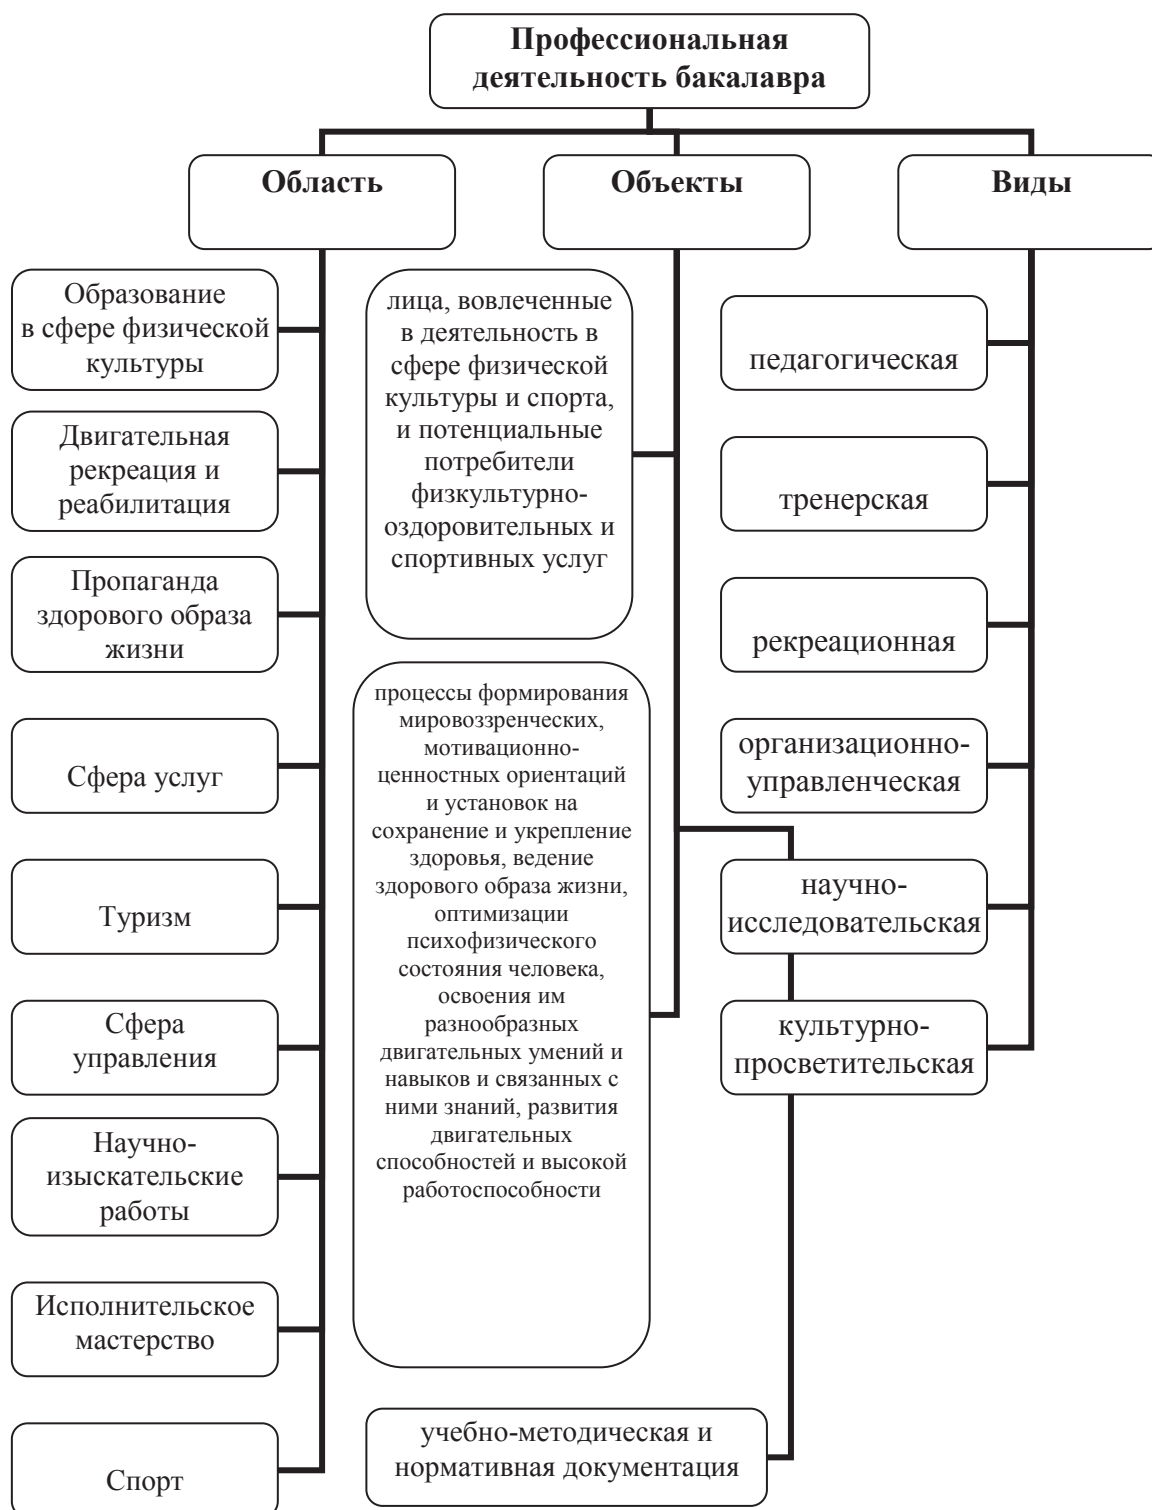 Профессиональная
деятельность бакалавра
Область
Объекты
Виды
Образование
в сфере физической
культуры
Двигательная
рекреация и
реабилитация
Пропаганда
здорового образа
жизни
Сфера услуг
Туризм
Сфера
управления
Научно-
изыскательские
работы
Исполнительское
мастерство
Спорт
лица, вовлеченные
в деятельность в
сфере физической
культуры и спорта,
и потенциальные
потребители
физкультурно-
оздоровительных и
спортивных услуг
процессы формирования
мировоззренческих,
мотивационно-
ценностных ориентаций
и установок на
сохранение и укрепление
здоровья, ведение
здорового образа жизни,
оптимизации
психофизического
состояния человека,
освоения им
разнообразных
двигательных умений и
навыков и связанных с
ними знаний, развития
двигательных
способностей и высокой
работоспособности
учебно-методическая и
нормативная документация
педагогическая
тренерская
рекреационная
организационно-
управленческая
научно-
исследовательская
культурно-
просветительская